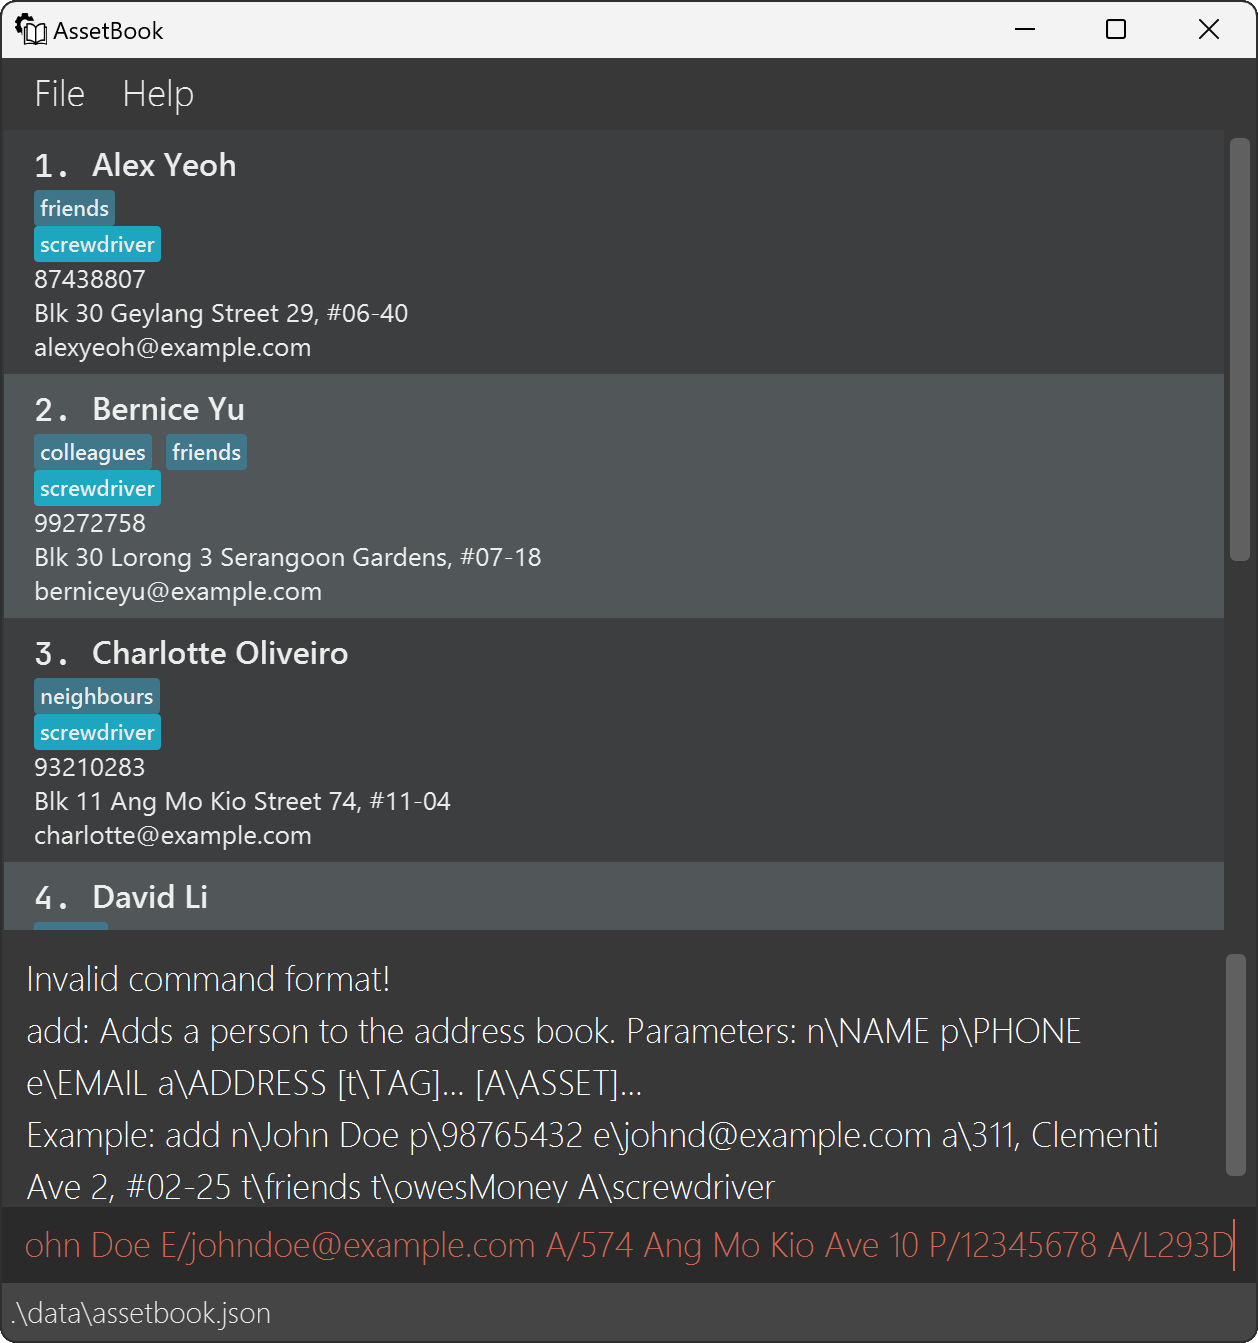 AssetBook
File Help
1. Alex Yeoh
friends
screwdriver
87438807
Blk 30 Geylang Street 29, #06-40
alexyeoh@example.com
2. Bernice Yu
colleagues friends
screwdriver
99272758
Blk 30 Lorong 3 Serangoon Gardens, #07-18
berniceyu@example.com
3. Charlotte Oliveiro
neighbours
screwdriver
93210283
Blk 11 Ang Mo Kio Street 74, #11-04
charlotte@example.com
4. David Li
Invalid command format!
add: Adds a person to the address book. Parameters: n\NAME p\PHONE
e\EMAIL a\ADDRESS [t\TAG]... [A\ASSET]...
Example: add n\John Doe p\98765432 e\johnd@example.com a\311, Clementi
Ave 2, #02-25 t\friends t\owesMoney A\screwdriver
ohn Doe E/johndoe@example.com A/574 Ang Mo Kio Ave 10 P/12345678 A/L293D
.\data\assetbook.json